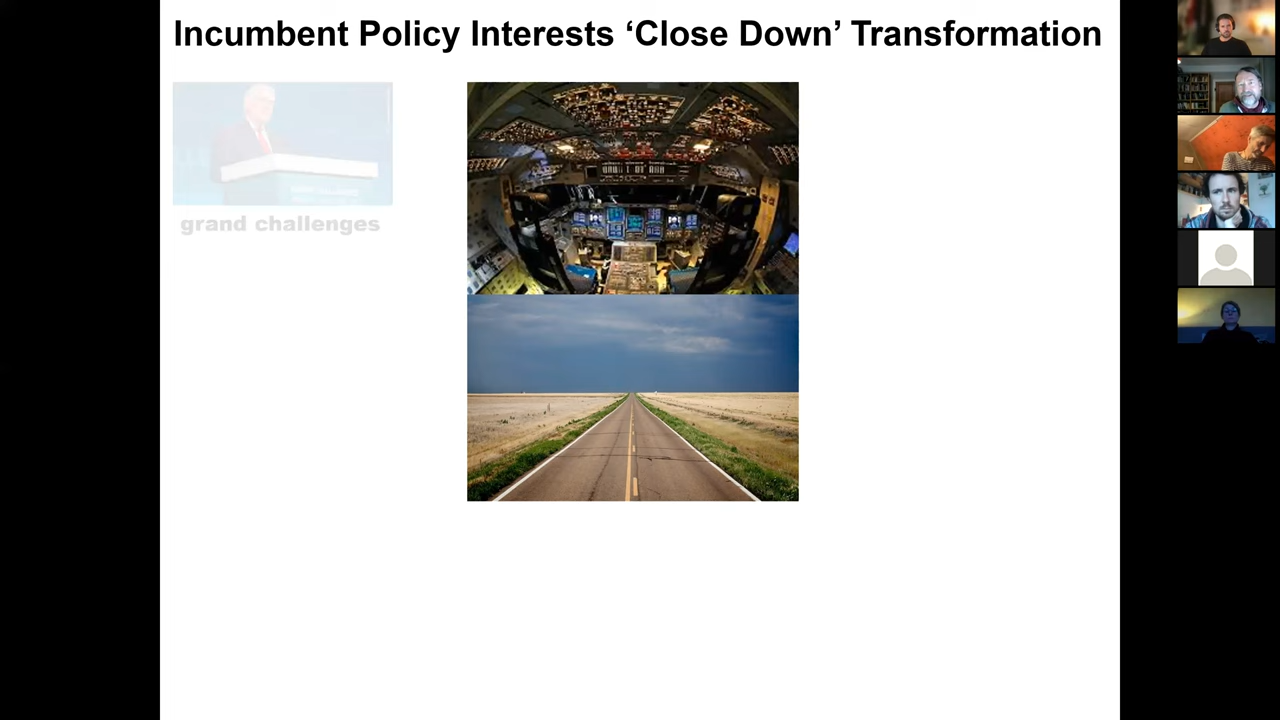 Incumbent Policy Interests ‘Close Down’ Transformation
grand challenges